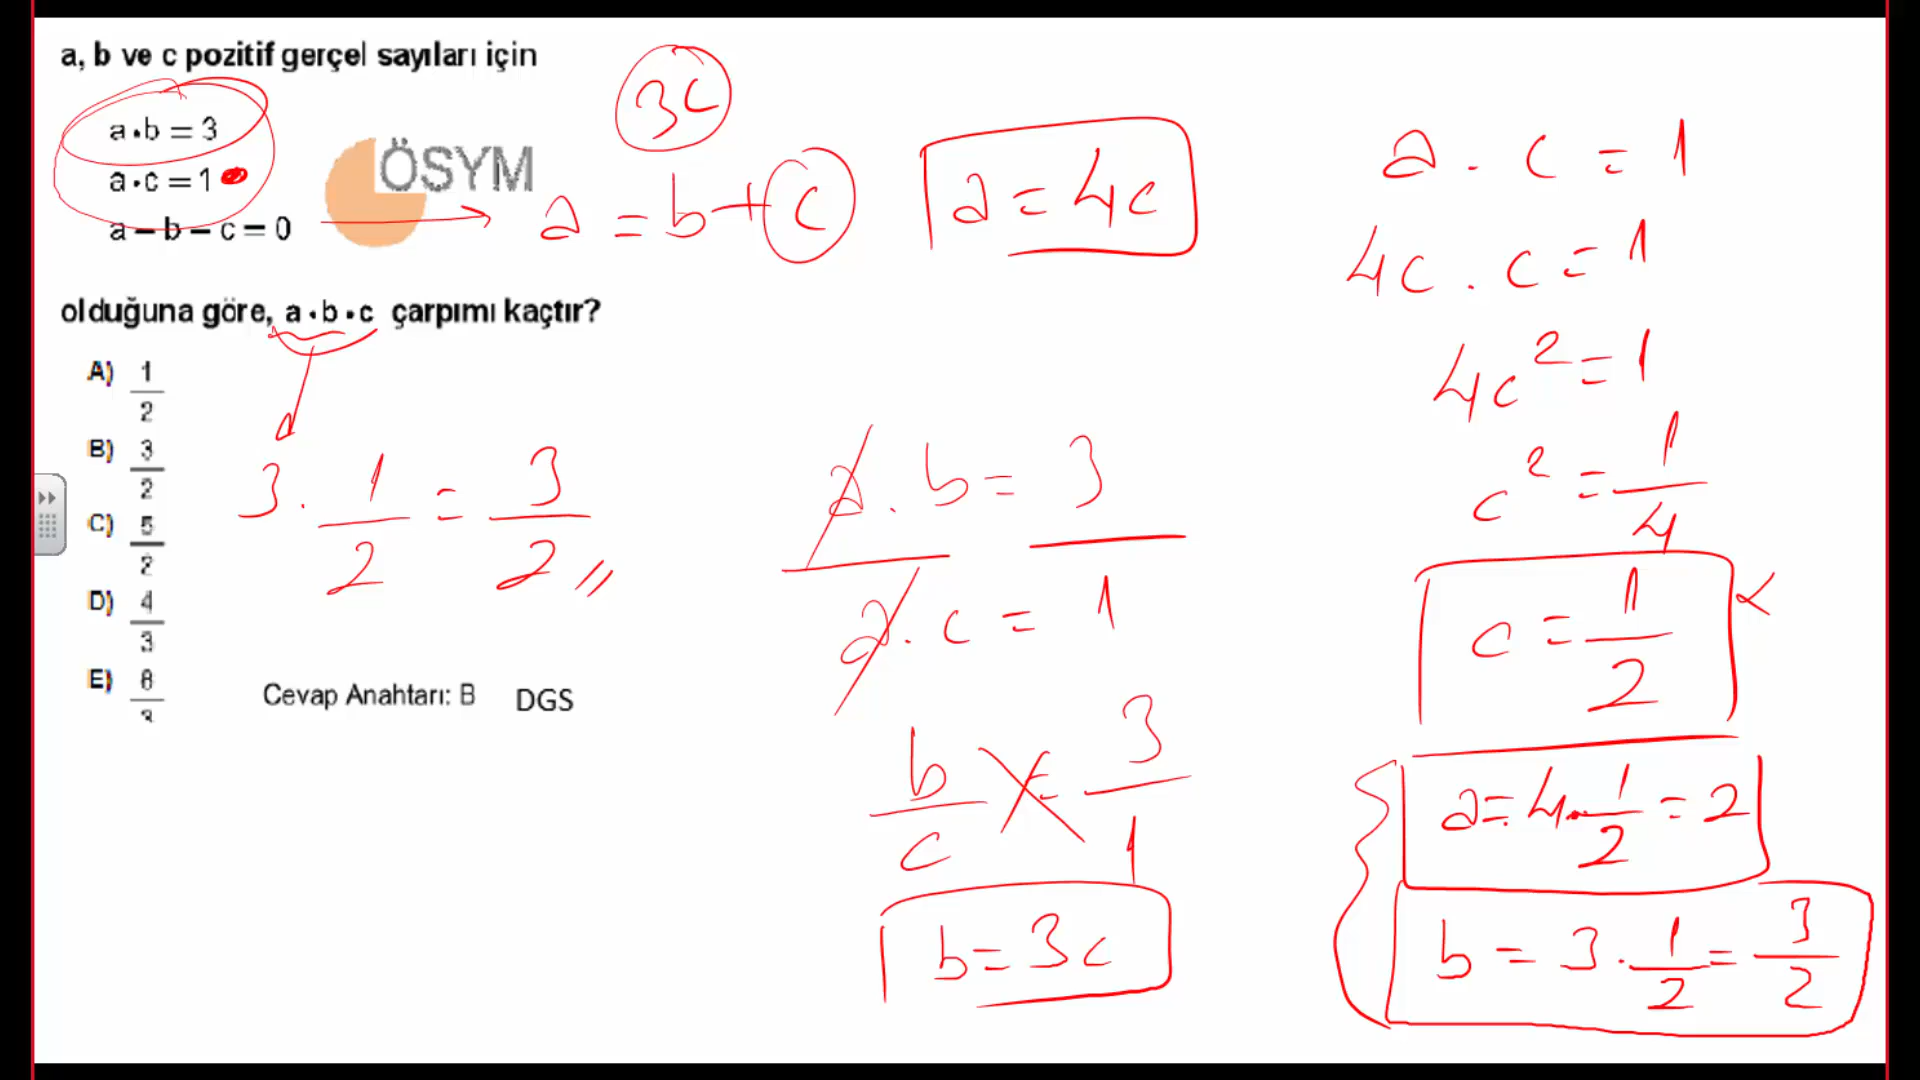 a, b ve c pozitif gerçel sayıları için
a·b = 3
a·c = 1
a – b – c = 0
ÖSYM
olduğuna göre, a·b·c çarpımı kaçtır?
A) 1/2
B) 3/2
C) 5/2
D) 4/3
E) 8/3
Cevap Anahtarı: B DGS
3c
a = b + c
a = 4c
3 · 1/2 = 3/2 //
a · b = 3
a · c = 1
b/c = 3/1
b = 3c
a · c = 1
4c · c = 1
4c² = 1
c² = 1/4
c = 1/2
a = 4 · 1/2 = 2
b = 3 · 1/2 = 3/2